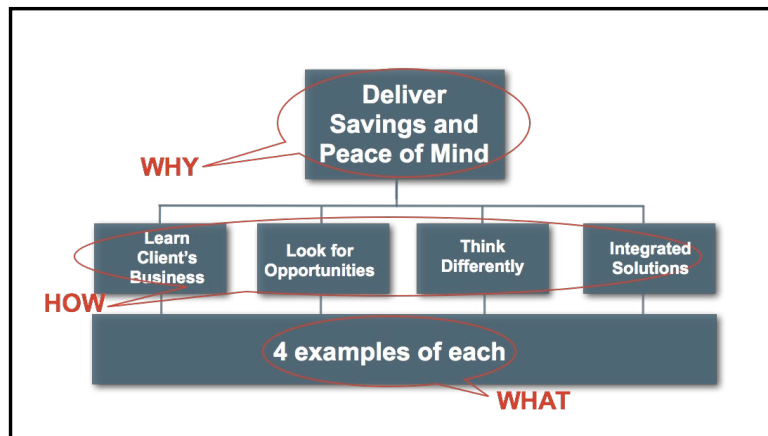 Deliver
Savings and
Peace of Mind
WHY
Learn
Client's
Business
Look for
Opportunities
Think
Differently
Integrated
Solutions
HOW
4 examples of each
WHAT